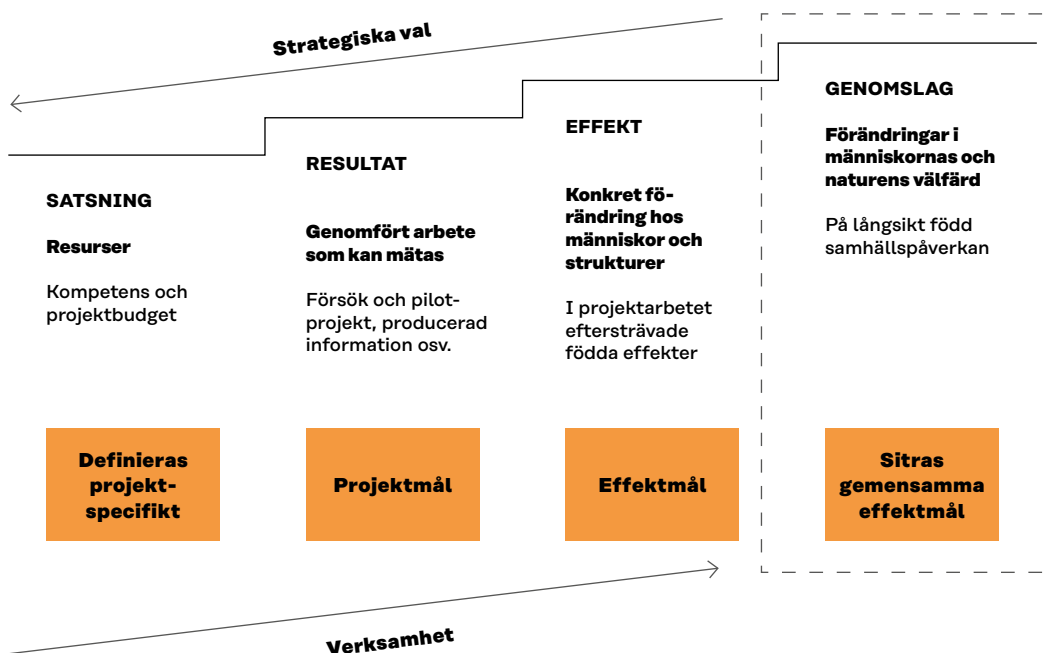 Strategiska val
SATSNING
Resurser
Kompetens och
projektbudget
Definieras
projekt-
specifikt
RESULTAT
Genomfört arbete
som kan mätas
Försök och pilot-
projekt, producerad
information osv.
Projektmål
EFFEKT
Konkret fö-
rändring hos
människor och
strukturer
I projektarbetet
eftersträvade
födda effekter
Effektmål
GENOMSLAG
Förändringar i
människornas och
naturens välfärd
På långsikt född
samhällspåverkan
Sitras
gemensamma
effektmål
Verksamhet